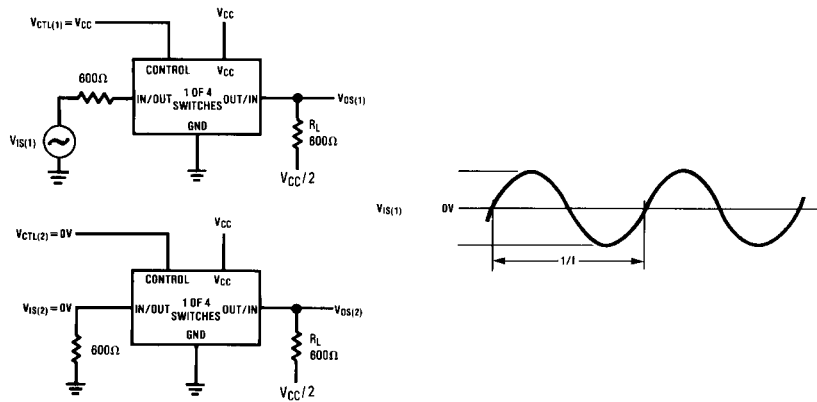 VCTL(1)=VCC
VCC
600Ω
CONTROL
VCC
IN/OUT
1 OF 4
SWITCHES
OUT/IN
VOS(1)
GND
VIS(1)
RL
600Ω
VCC/2
VIS(1)
0V
1/f
VCTL(2)=0V
VCC
CONTROL
VCC
VIS(2)=0V
IN/OUT
1 OF 4
SWITCHES
OUT/IN
VOS(2)
GND
600Ω
RL
600Ω
VCC/2